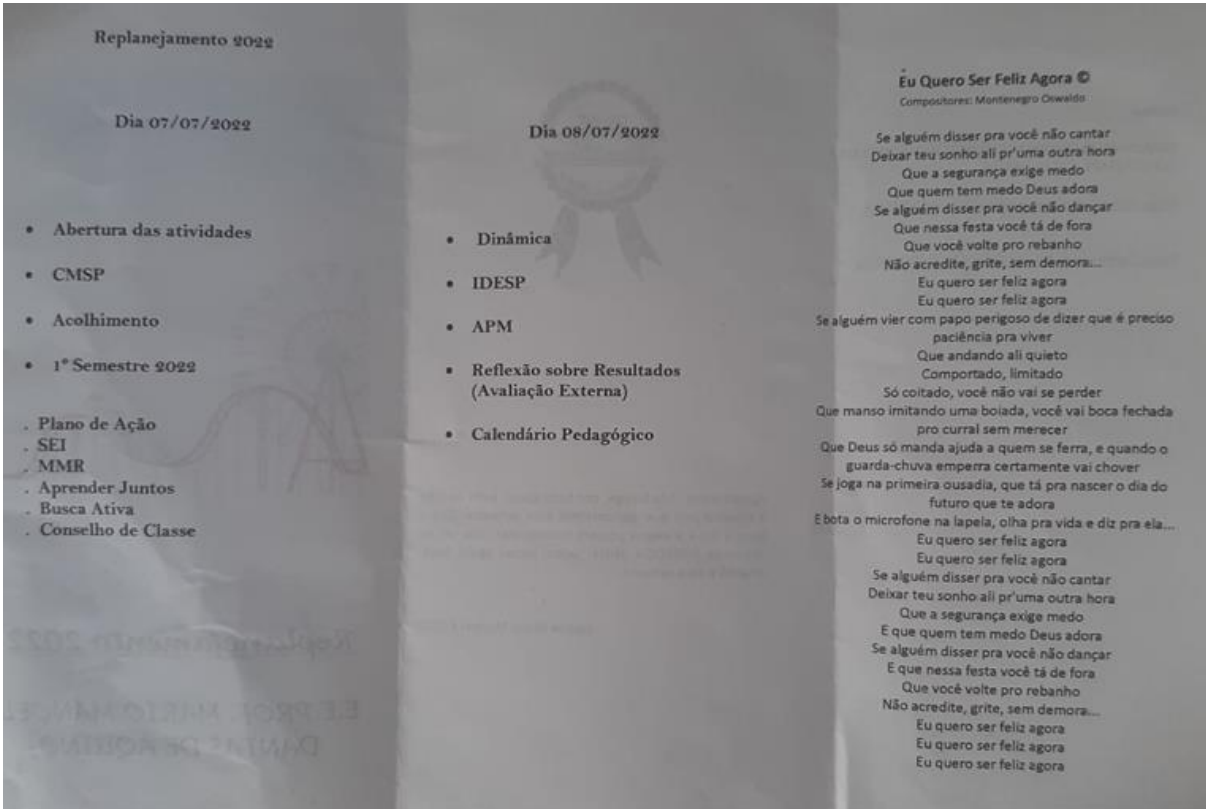 Replanejamento 2022
Dia 07/07/2022
• Abertura das atividades
• CMSP
• Acolhimento
• 1º Semestre 2022
. Plano de Ação
. SEI
. MMR
. Aprender Juntos
. Busca Ativa
. Conselho de Classe
Dia 08/07/2022
• Dinâmica
• IDESP
• APM
• Reflexão sobre Resultados
(Avaliação Externa)
• Calendário Pedagógico
Eu Quero Ser Feliz Agora ©
Compositores: Montenegro Oswaldo
Se alguém disser pra você não cantar
Deixar teu sonho ali pr'uma outra hora
Que a segurança exige medo
Que quem tem medo Deus adora
Se alguém disser pra você não dançar
Que nessa festa você tá de fora
Que você volte pro rebanho
Não acredite, grite, sem demora...
Eu quero ser feliz agora
Eu quero ser feliz agora
Se alguém vier com papo perigoso de dizer que é preciso
paciência pra viver
Que andando ali quieto
Comportado, limitado
Só coitado, você não vai se perder
Que manso imitando uma boiada, você vai boca fechada
pro curral sem merecer
Que Deus só manda ajuda a quem se ferra, e quando o
guarda-chuva emperra certamente vai chover
Se joga na primeira ousadia, que tá pra nascer o dia do
futuro que te adora
E bota o microfone na lapela, olha pra vida e diz pra ela...
Eu quero ser feliz agora
Eu quero ser feliz agora
Se alguém disser pra você não cantar
Deixar teu sonho ali pr'uma outra hora
Que a segurança exige medo
E que quem tem medo Deus adora
Se alguém disser pra você não dançar
E que nessa festa você tá de fora
Que você volte pro rebanho
Não acredite, grite, sem demora...
Eu quero ser feliz agora
Eu quero ser feliz agora
Eu quero ser feliz agora
Replanejamento 2022